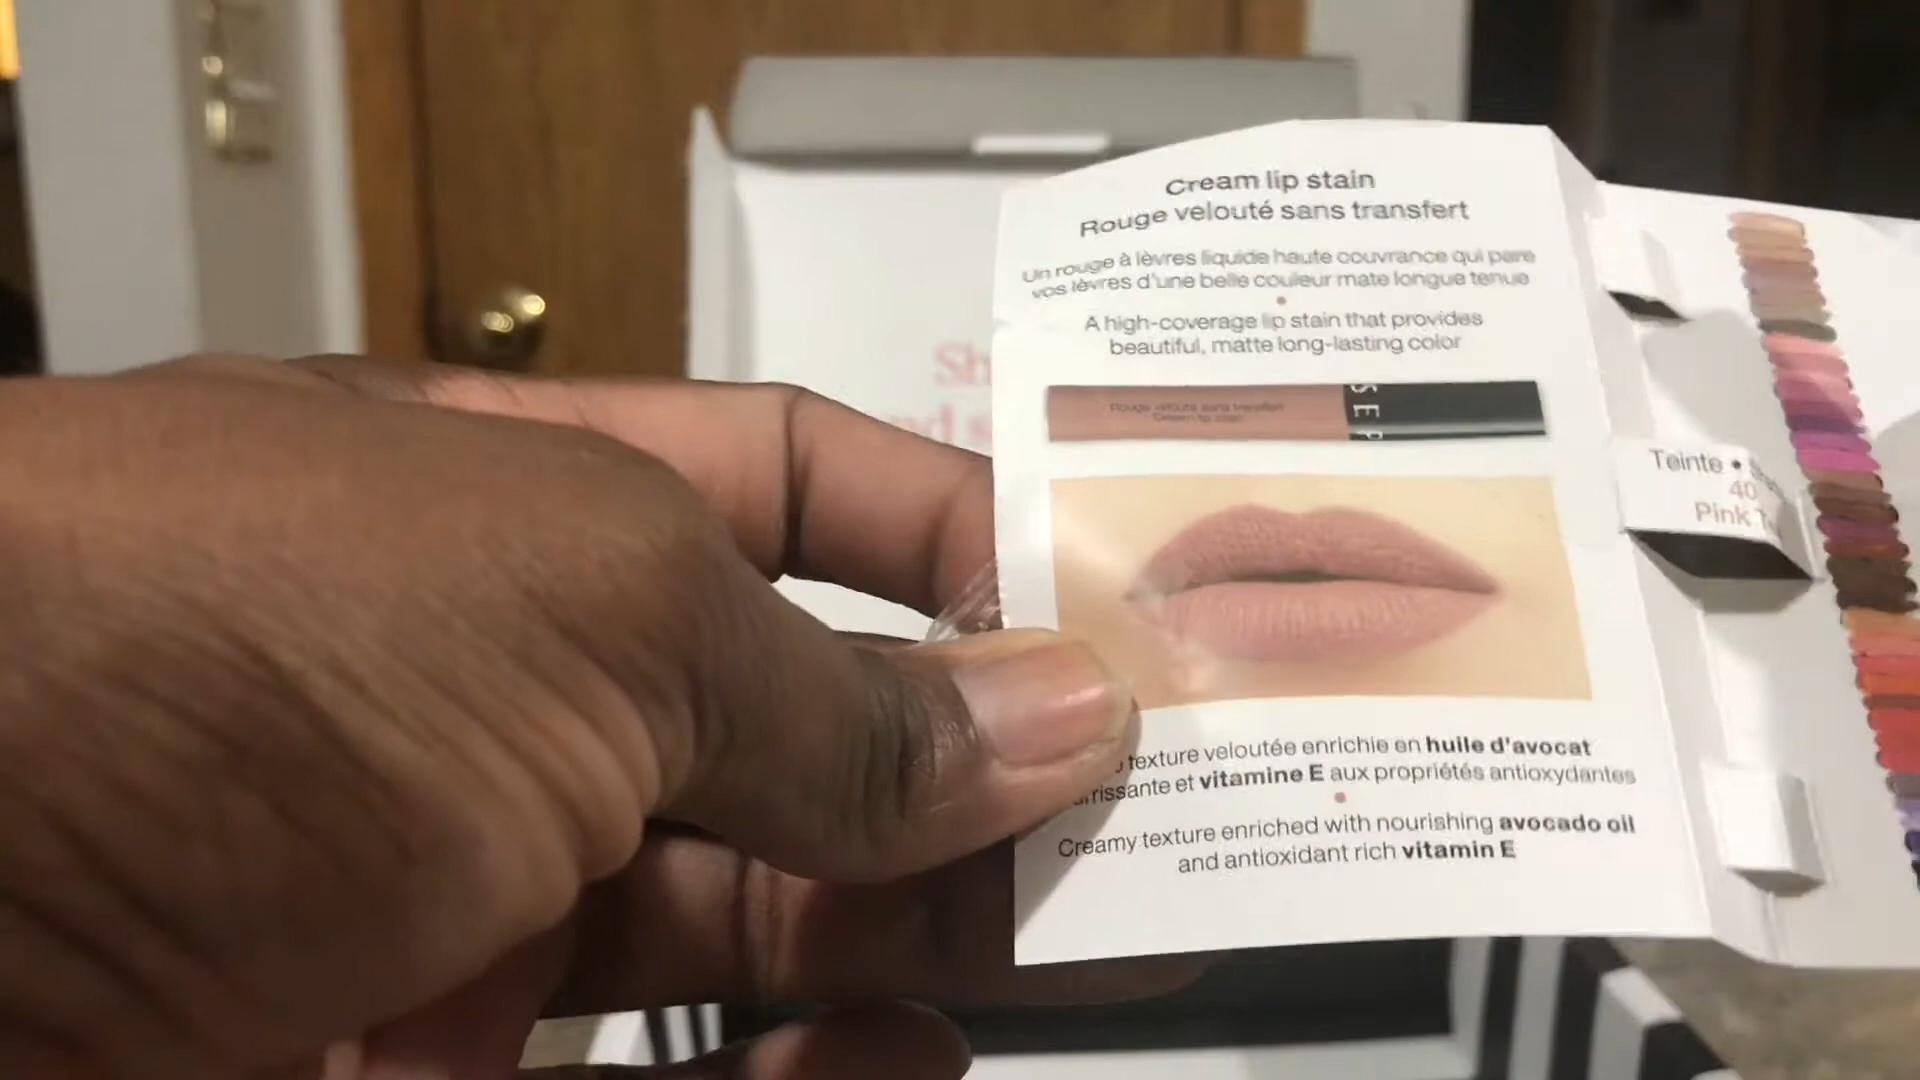 Cream lip stain
Rouge velouté sans transfert
Un rouge à lèvres liquide haute couvrance qui pare
vos lèvres d'une belle couleur mate longue tenue
A high-coverage lip stain that provides
beautiful, matte long-lasting color
Rouge velouté sans transfert
Cream lip stain
SEP
texture veloutée enrichie en huile d'avocat
et vitamine E aux propriétés antioxydantes
Creamy texture enriched with nourishing avocado oil
and antioxidant rich vitamin E
Teinte •
40
Pink
Sh
nd s